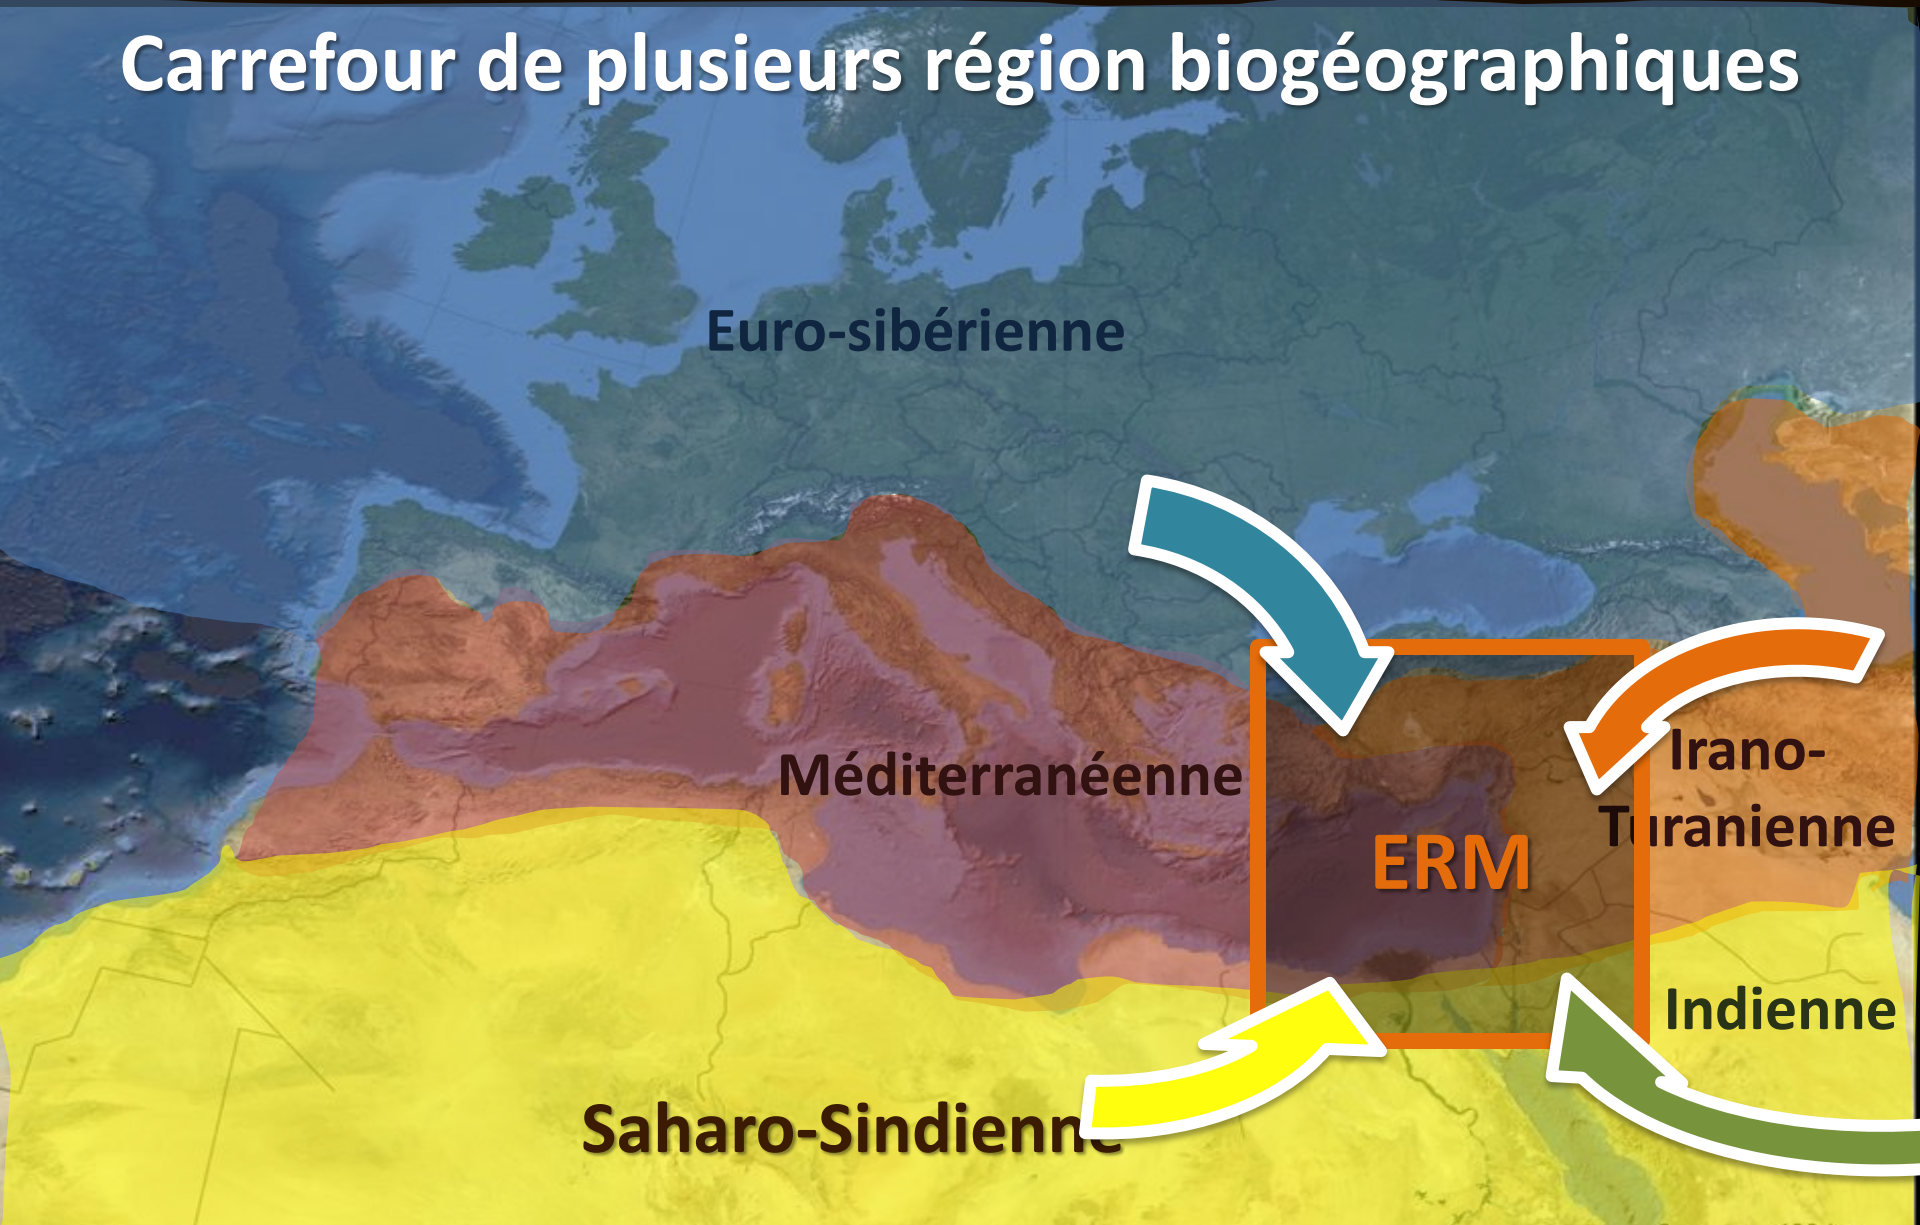 Carrefour de plusieurs région biogéographiques
Euro-sibérienne
Méditerranéenne
Irano-
Turanienne
ERM
Indienne
Saharo-Sindienne